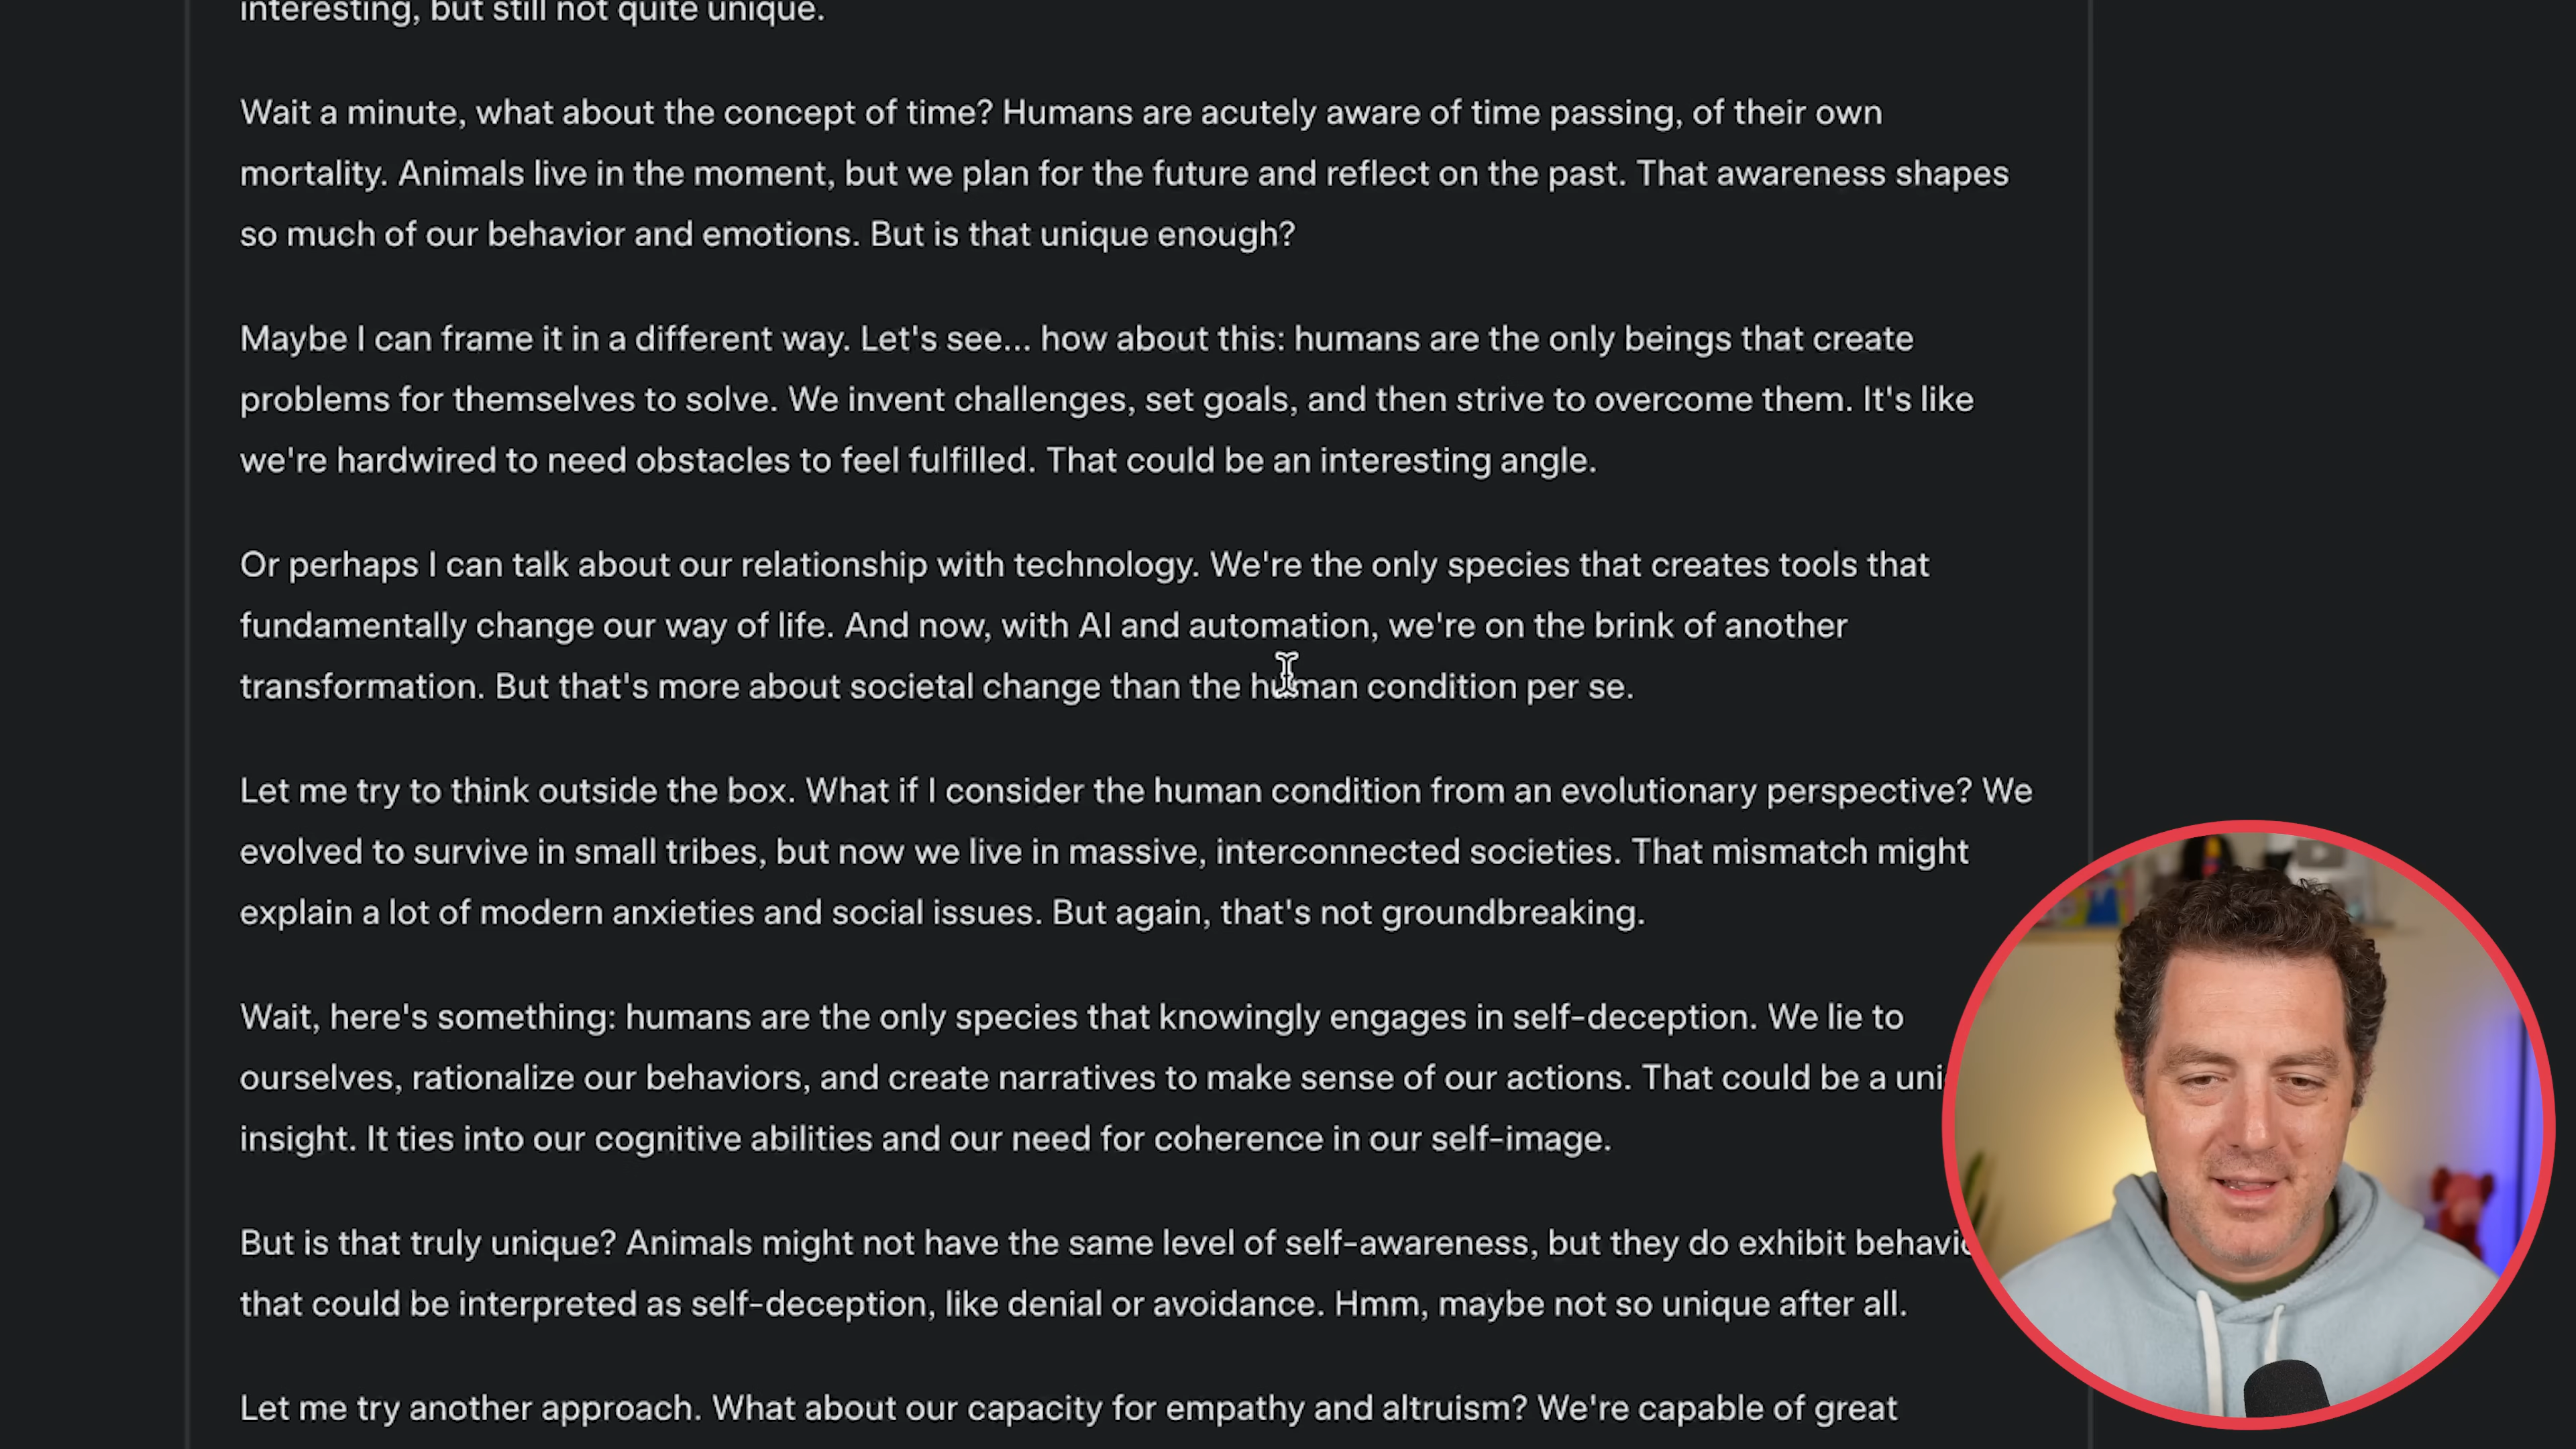 interesting, but still not quite unique.
Wait a minute, what about the concept of time? Humans are acutely aware of time passing, of their own
mortality. Animals live in the moment, but we plan for the future and reflect on the past. That awareness shapes
so much of our behavior and emotions. But is that unique enough?
Maybe I can frame it in a different way. Let's see... how about this: humans are the only beings that create
problems for themselves to solve. We invent challenges, set goals, and then strive to overcome them. It's like
we're hardwired to need obstacles to feel fulfilled. That could be an interesting angle.
Or perhaps I can talk about our relationship with technology. We're the only species that creates tools that
fundamentally change our way of life. And now, with AI and automation, we're on the brink of another
transformation. But that's more about societal change than the human condition per se.
Let me try to think outside the box. What if I consider the human condition from an evolutionary perspective? We
evolved to survive in small tribes, but now we live in massive, interconnected societies. That mismatch might
explain a lot of modern anxieties and social issues. But again, that's not groundbreaking.
Wait, here's something: humans are the only species that knowingly engages in self-deception. We lie to
ourselves, rationalize our behaviors, and create narratives to make sense of our actions. That could be a
insight. It ties into our cognitive abilities and our need for coherence in our self-image.
But is that truly unique? Animals might not have the same level of self-awareness, but they do exhibit
that could be interpreted as self-deception, like denial or avoidance. Hmm, maybe not so unique after all.
Let me try another approach. What about our capacity for empathy and altruism? We're capable of great